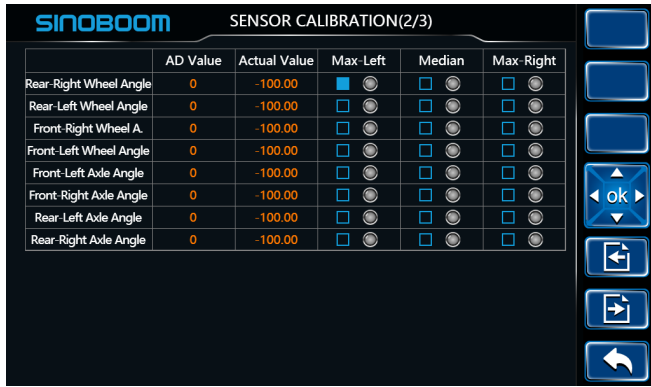 SINOBOOM SENSOR CALIBRATION(2/3)
AD Value Actual Value Max-Left Median Max-Right
Rear-Right Wheel Angle 0 -100.00
Rear-Left Wheel Angle 0 -100.00
Front-Right Wheel A. 0 -100.00
Front-Left Wheel Angle 0 -100.00
Front-Left Axle Angle 0 -100.00
Front-Right Axle Angle 0 -100.00
Rear-Left Axle Angle 0 -100.00
Rear-Right Axle Angle 0 -100.00
ok